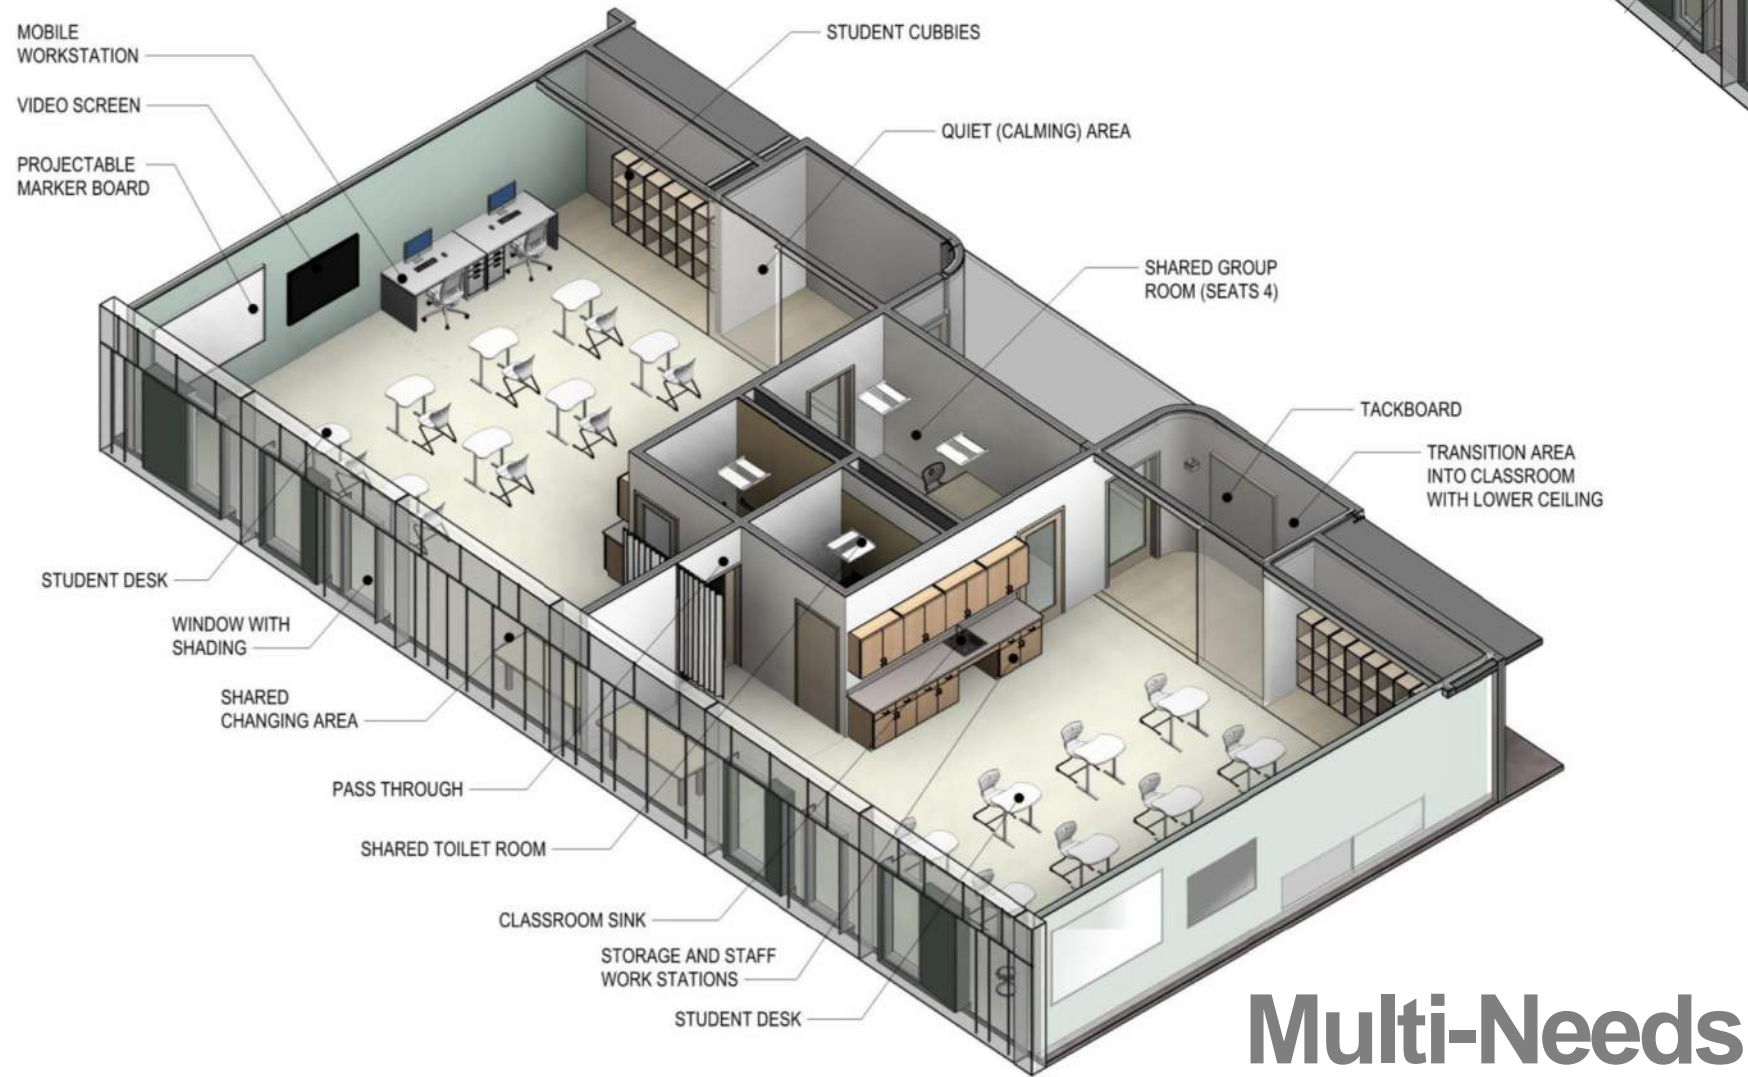 MOBILE
WORKSTATION
VIDEO SCREEN
PROJECTABLE
MARKER BOARD
STUDENT CUBBIES
QUIET (CALMING) AREA
SHARED GROUP
ROOM (SEATS 4)
TACKBOARD
TRANSITION AREA
INTO CLASSROOM
WITH LOWER CEILING
STUDENT DESK
WINDOW WITH
SHADING
SHARED
CHANGING AREA
PASS THROUGH
SHARED TOILET ROOM
CLASSROOM SINK
STORAGE AND STAFF
WORK STATIONS
STUDENT DESK
Multi-Needs